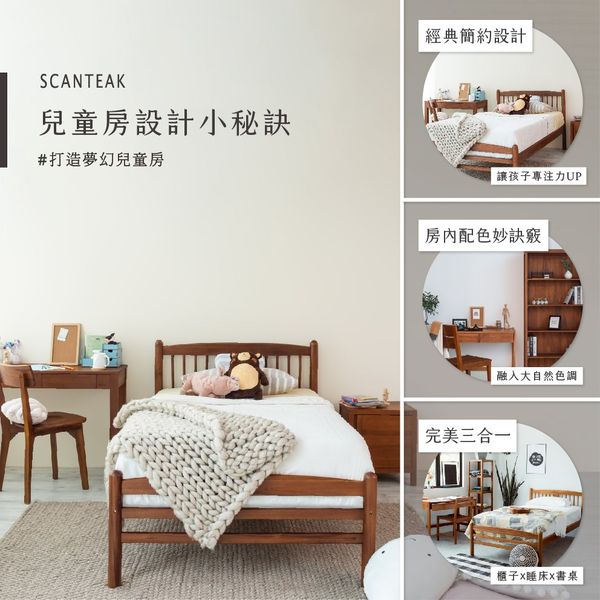 SCANTEAK
兒童房設計小秘訣
#打造夢幻兒童房
經典簡約設計
讓孩子專注力UP
房內配色妙訣竅
融入大自然色調
完美三合一
櫃子x睡床x書桌